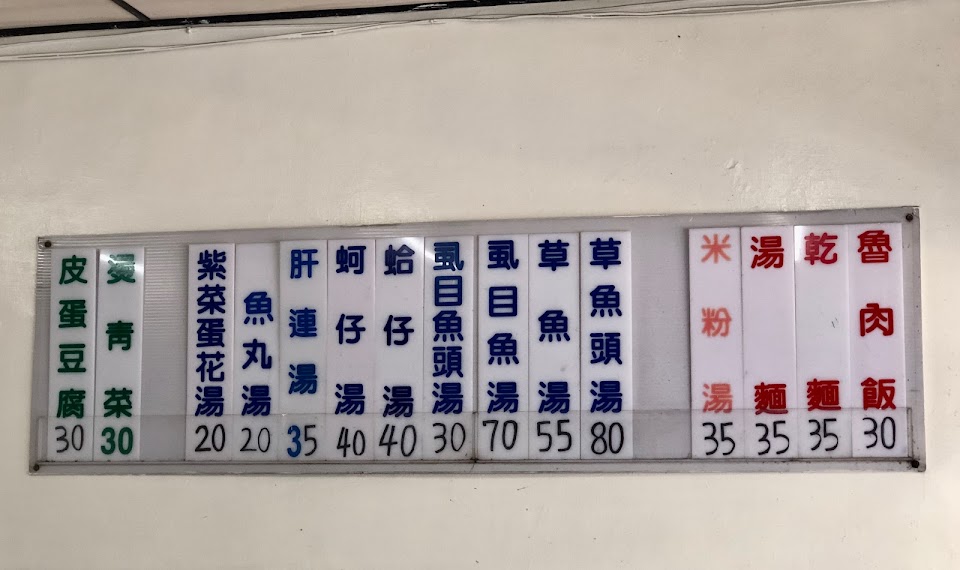 魯肉飯 30
乾麵 35
湯麵 35
米粉湯 35
草魚頭湯 80
草魚湯 55
虱目魚湯 70
虱目魚頭湯 30
蛤仔湯 40
蚵仔湯 40
肝連湯 35
魚丸湯 20
紫菜蛋花湯 20
燙青菜 30
皮蛋豆腐 30